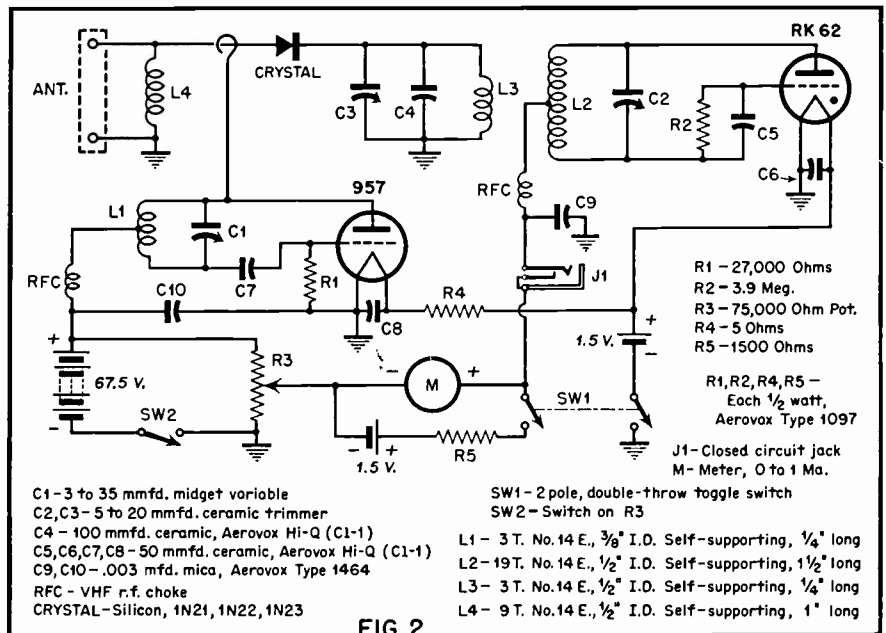 RK 62
ANT.
L4
CRYSTAL
C3
C4
L3
L2
C2
R2
C5
C6
RFC
C9
957
L1
C1
RFC
C7
R1
C10
C8
R4
J1
+
67.5 V.
-
R3
SW2
-
M
+
SW1
1.5 V.
+
-
- +
1.5 V.
R5
R1 - 27,000 Ohms
R2 - 3.9 Meg.
R3 - 75,000 Ohm Pot.
R4 - 5 Ohms
R5 - 1500 Ohms
R1, R2, R4, R5 -
Each 1/2 watt,
Aerovox Type 1097
J1 - Closed circuit jack
M - Meter, 0 to 1 Ma.
C1 - 3 to 35 mmfd. midget variable
C2, C3 - 5 to 20 mmfd. ceramic trimmer
C4 - 100 mmfd. ceramic, Aerovox Hi-Q (C1-1)
C5, C6, C7, C8 - 50 mmfd. ceramic, Aerovox Hi-Q (C1-1)
C9, C10 - .003 mfd. mica, Aerovox Type 1464
RFC - VHF r.f. choke
CRYSTAL - Silicon, 1N21, 1N22, 1N23
SW1 - 2 pole, double-throw toggle switch
SW2 - Switch on R3
L1 - 3 T. No. 14 E., 3/8" I.D. Self-supporting, 1/4" long
L2 - 19 T. No. 14 E., 1/2" I.D. Self-supporting, 1 1/2" long
L3 - 3 T. No. 14 E., 1/2" I.D. Self-supporting, 1/4" long
L4 - 9 T. No. 14 E., 1/2" I.D. Self-supporting, 1" long
FIG 2